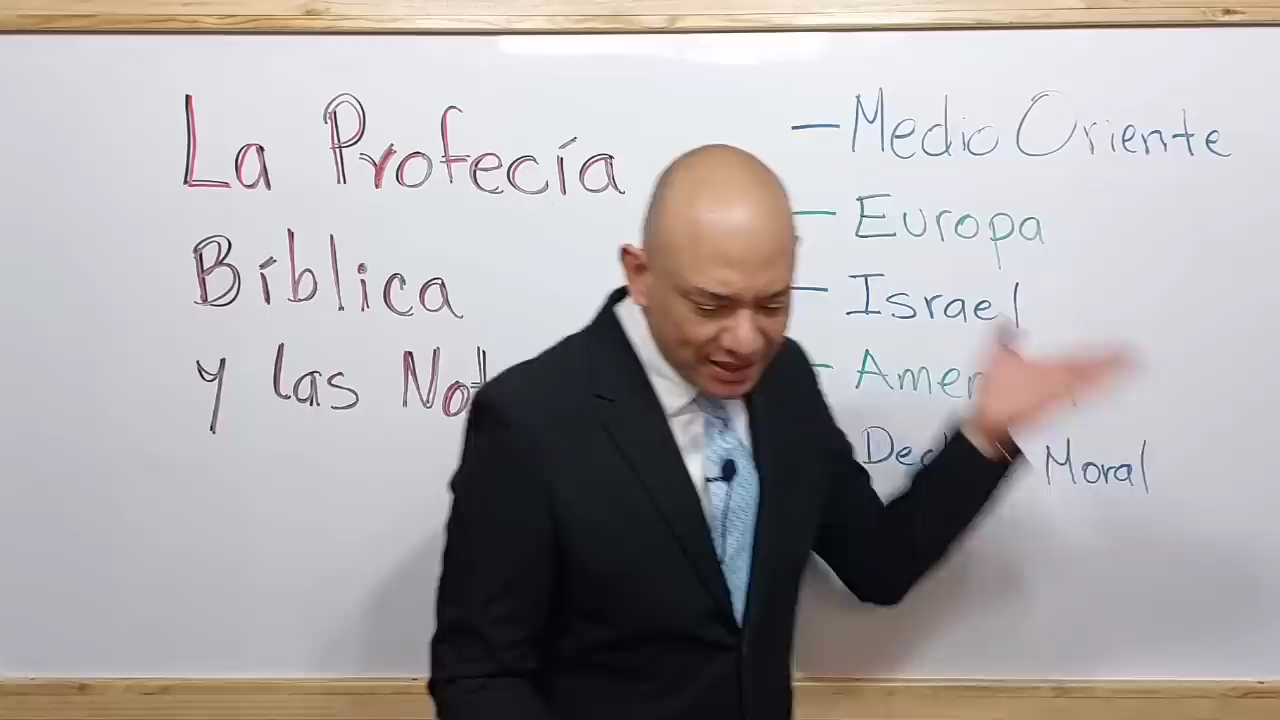 La Profecía
Bíblica
y las
- Medio Oriente
- Europa
- Israel
Moral